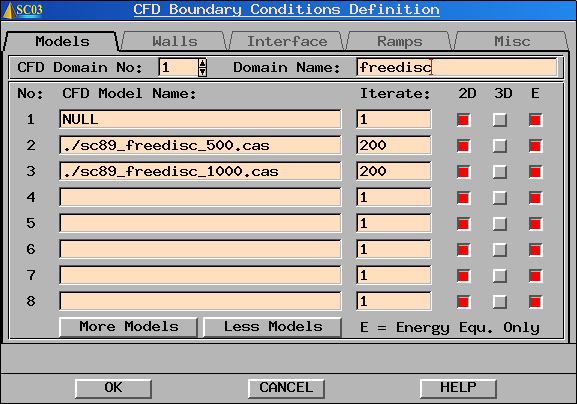 SC03 CFD Boundary Conditions Definition
Models Walls Interface Ramps Misc
CFD Domain No: 1 Domain Name: freedisc
No: CFD Model Name: Iterate: 2D 3D E
1 NULL 1
2 ./sc89_freedisc_500.cas 200
3 ./sc89_freedisc_1000.cas 200
4 1
5 1
6 1
7 1
8 1
More Models Less Models E = Energy Equ. Only
OK CANCEL HELP